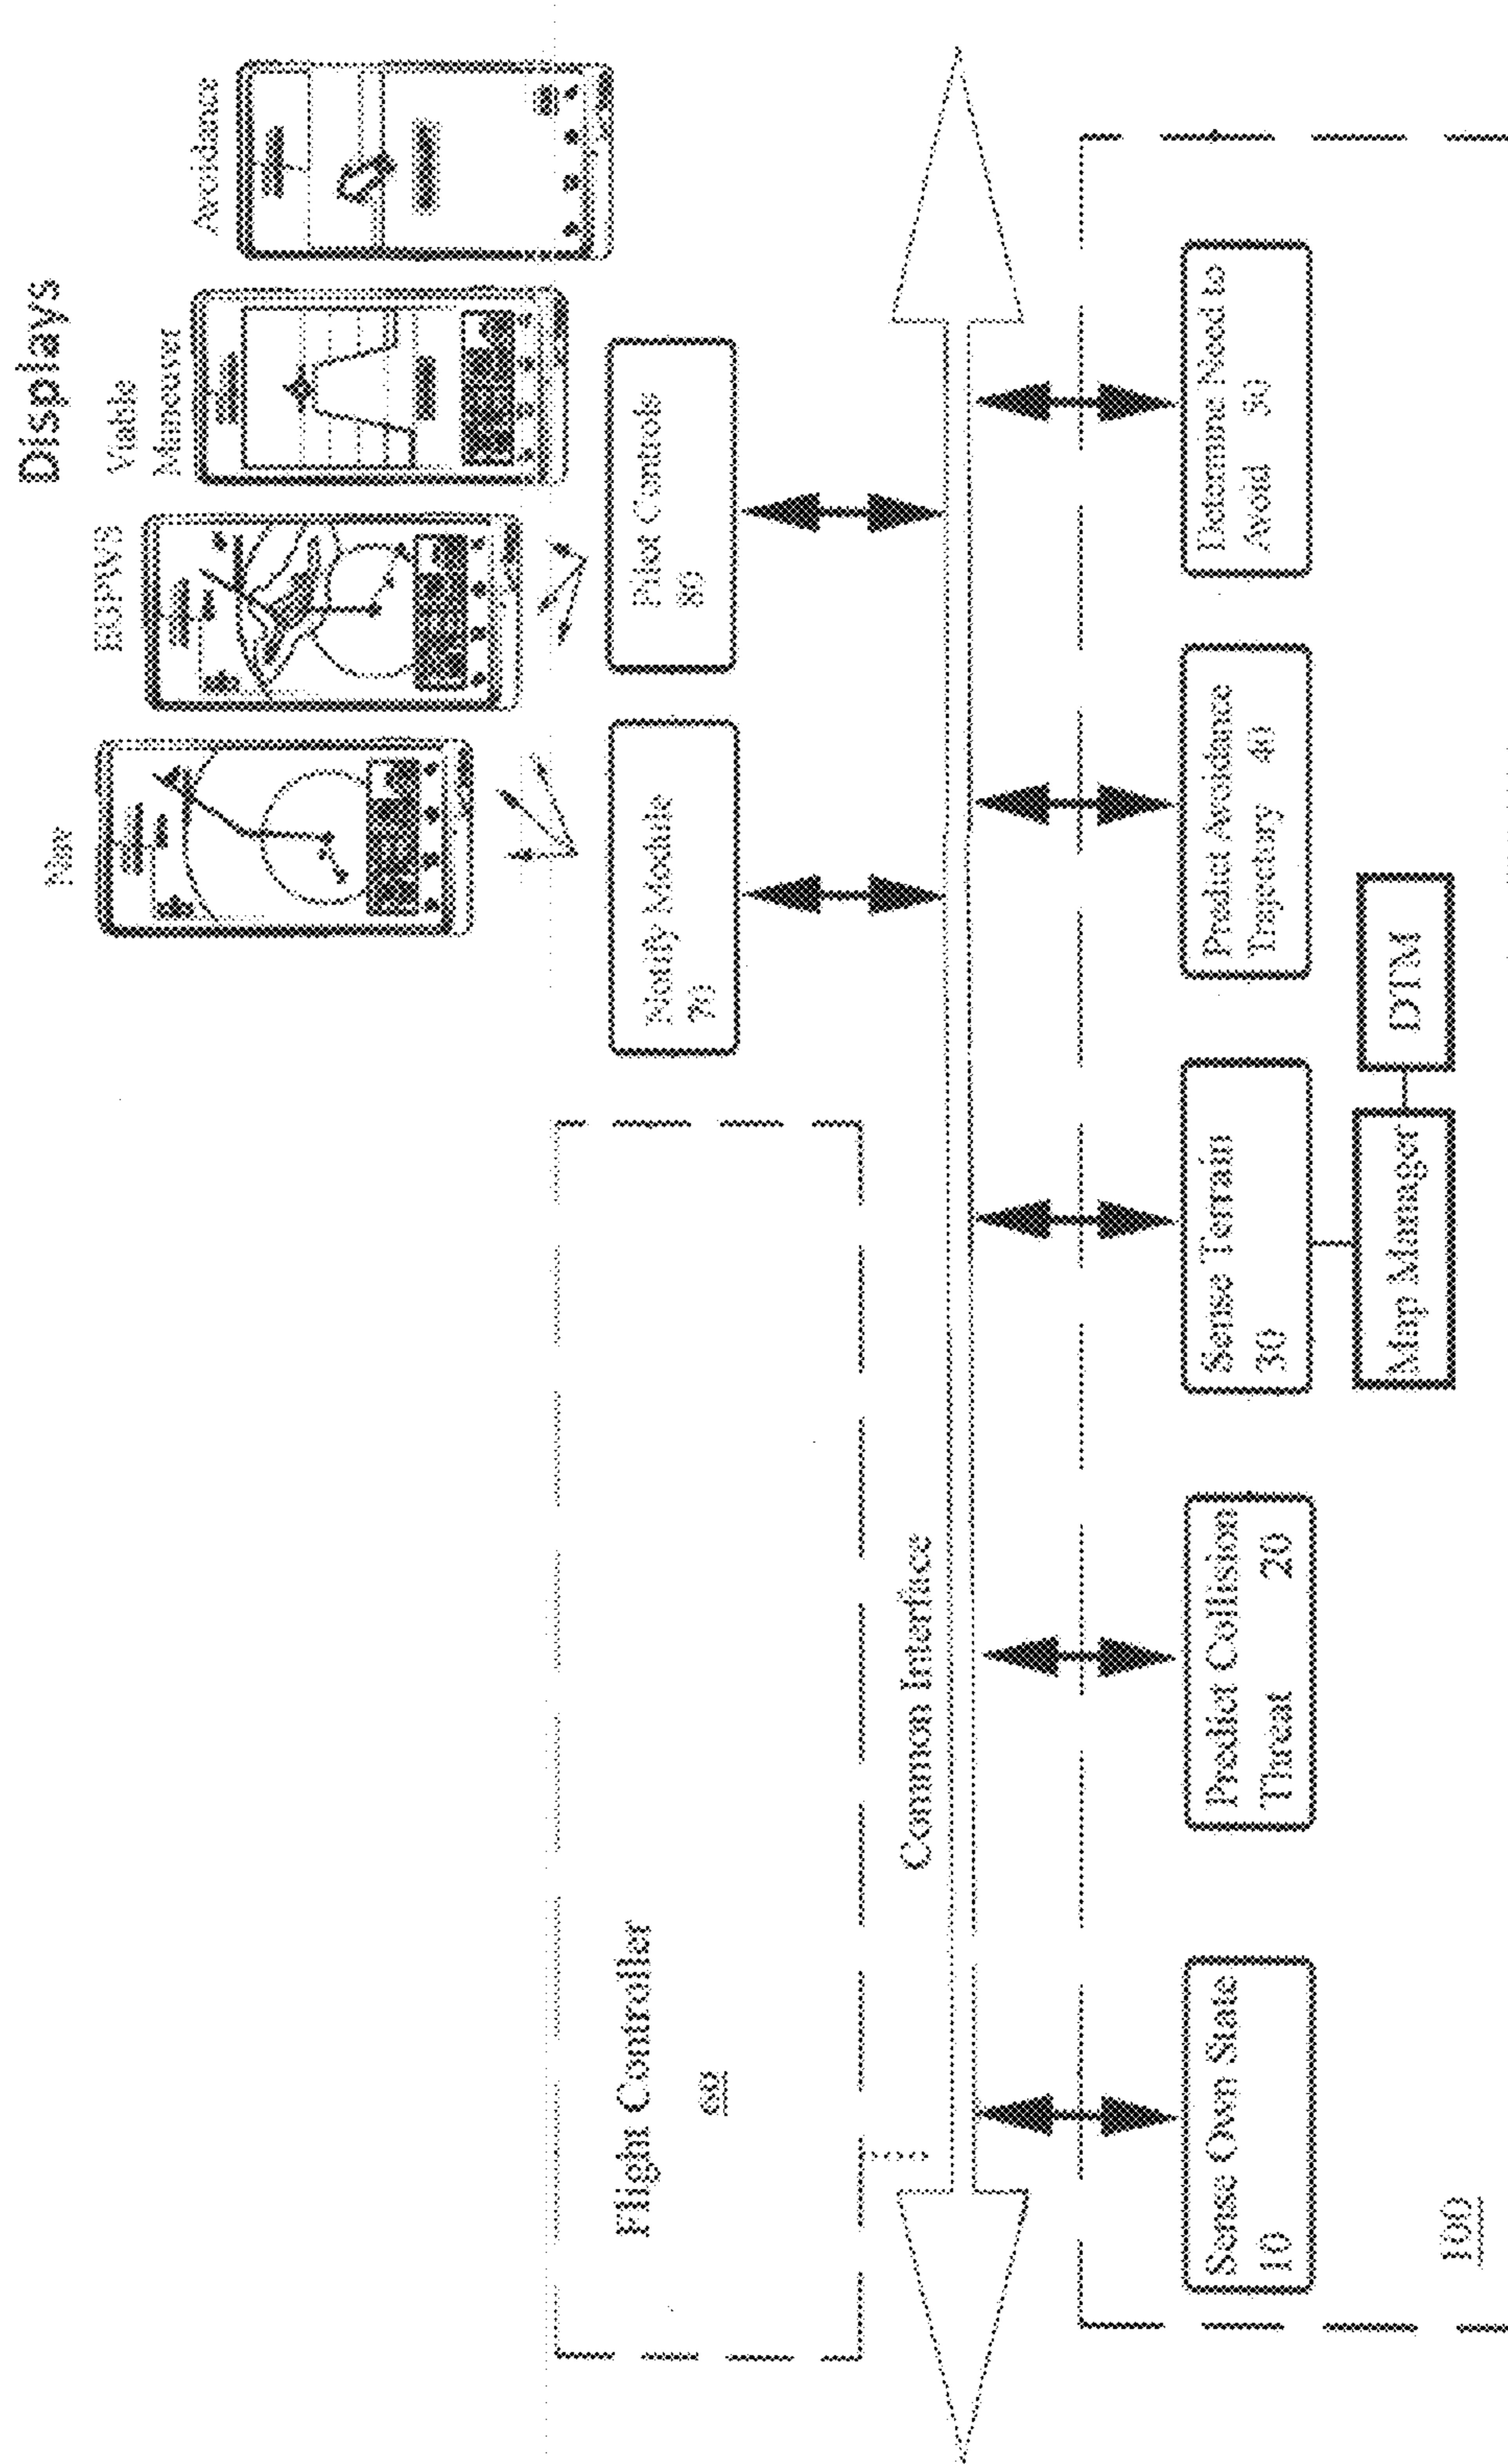 Displays
Nav
EGPWS
Viable
Maneuver
Avoidance
Flight Controller
60
Notify Module
70
Pilot Controls
80
Common Interface
Sense Own State
10
Predict Collision
Threat 20
Sense Terrain
30
Predict Avoidance
Trajectory 40
Determine Need to
Avoid 50
Map Manager
DTM
100